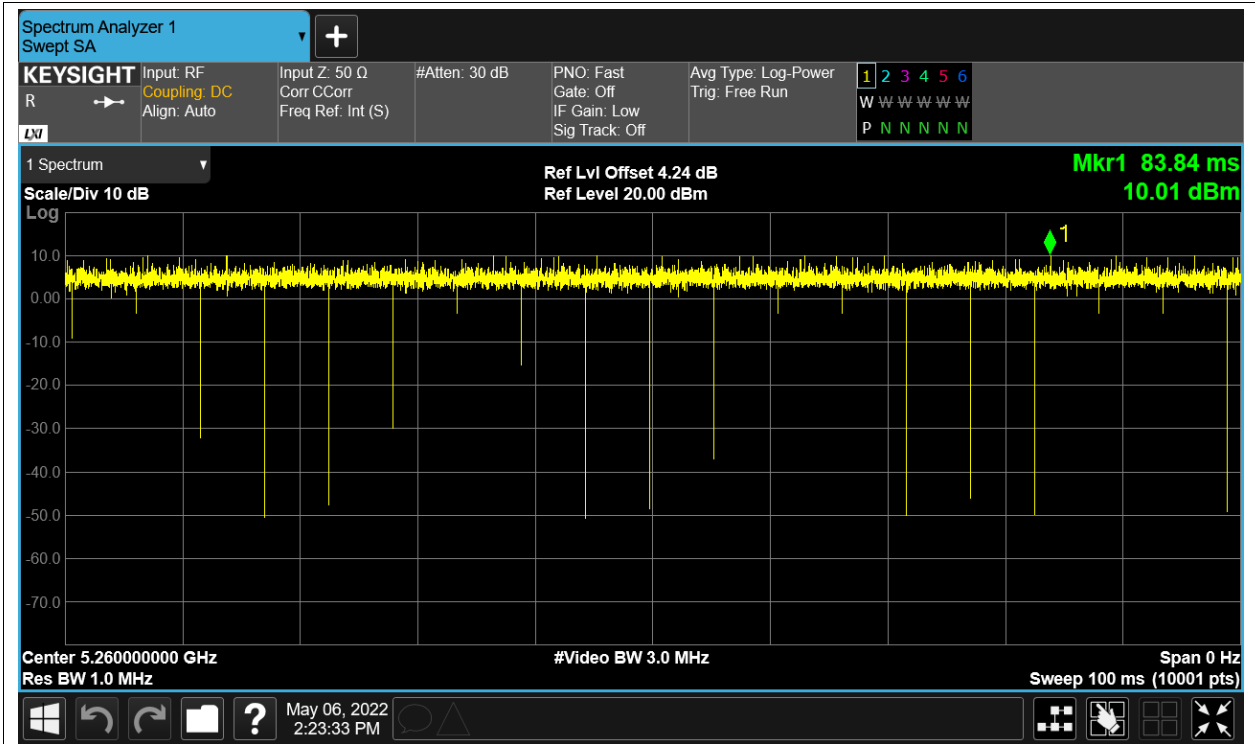 Spectrum Analyzer 1
Swept SA
KEYSIGHT
R
LXI
Input: RF
Coupling: DC
Align: Auto
Input Z: 50 Ω
Corr CCorr
Freq Ref: Int (S)
#Atten: 30 dB
PNO: Fast
Gate: Off
IF Gain: Low
Sig Track: Off
Avg Type: Log-Power
Trig: Free Run
1 2 3 4 5 6
W W W W W W
P N N N N N
1 Spectrum
Scale/Div 10 dB
Log
Ref Lvl Offset 4.24 dB
Ref Level 20.00 dBm
Mkr1 83.84 ms
10.01 dBm
1
10.0
0.00
-10.0
-20.0
-30.0
-40.0
-50.0
-60.0
-70.0
Center 5.260000000 GHz
Res BW 1.0 MHz
#Video BW 3.0 MHz
Span 0 Hz
Sweep 100 ms (10001 pts)
?
May 06, 2022
2:23:33 PM